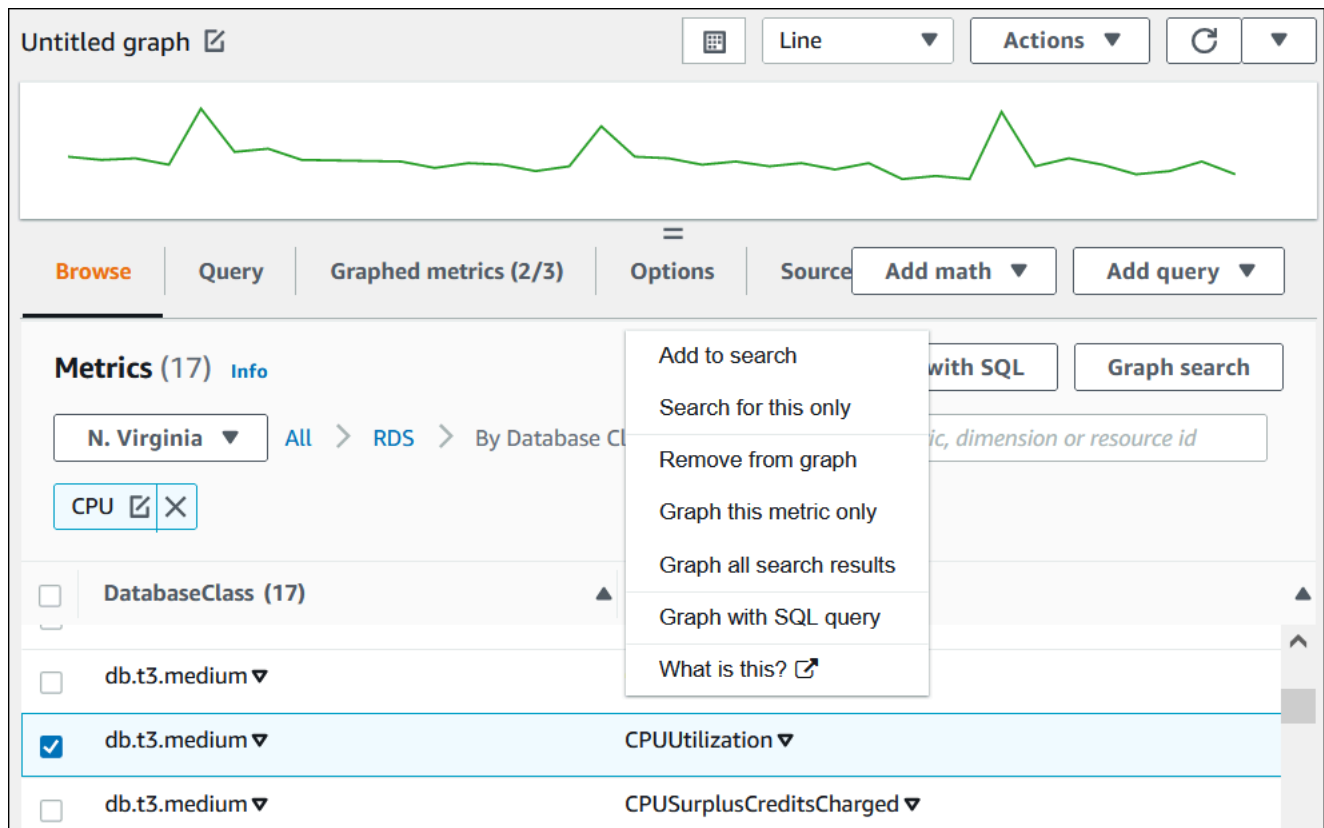 Untitled graph
Line
Actions
Browse
Query
Graphed metrics (2/3)
Options
Source
Add math
Add query
Metrics (17) Info
with SQL
Graph search
N. Virginia
All > RDS > By Database Cl
ic, dimension or resource id
CPU
Add to search
Search for this only
Remove from graph
Graph this metric only
Graph all search results
Graph with SQL query
What is this?
DatabaseClass (17)
db.t3.medium
db.t3.medium
CPUUtilization
db.t3.medium
CPUSurplusCreditsCharged